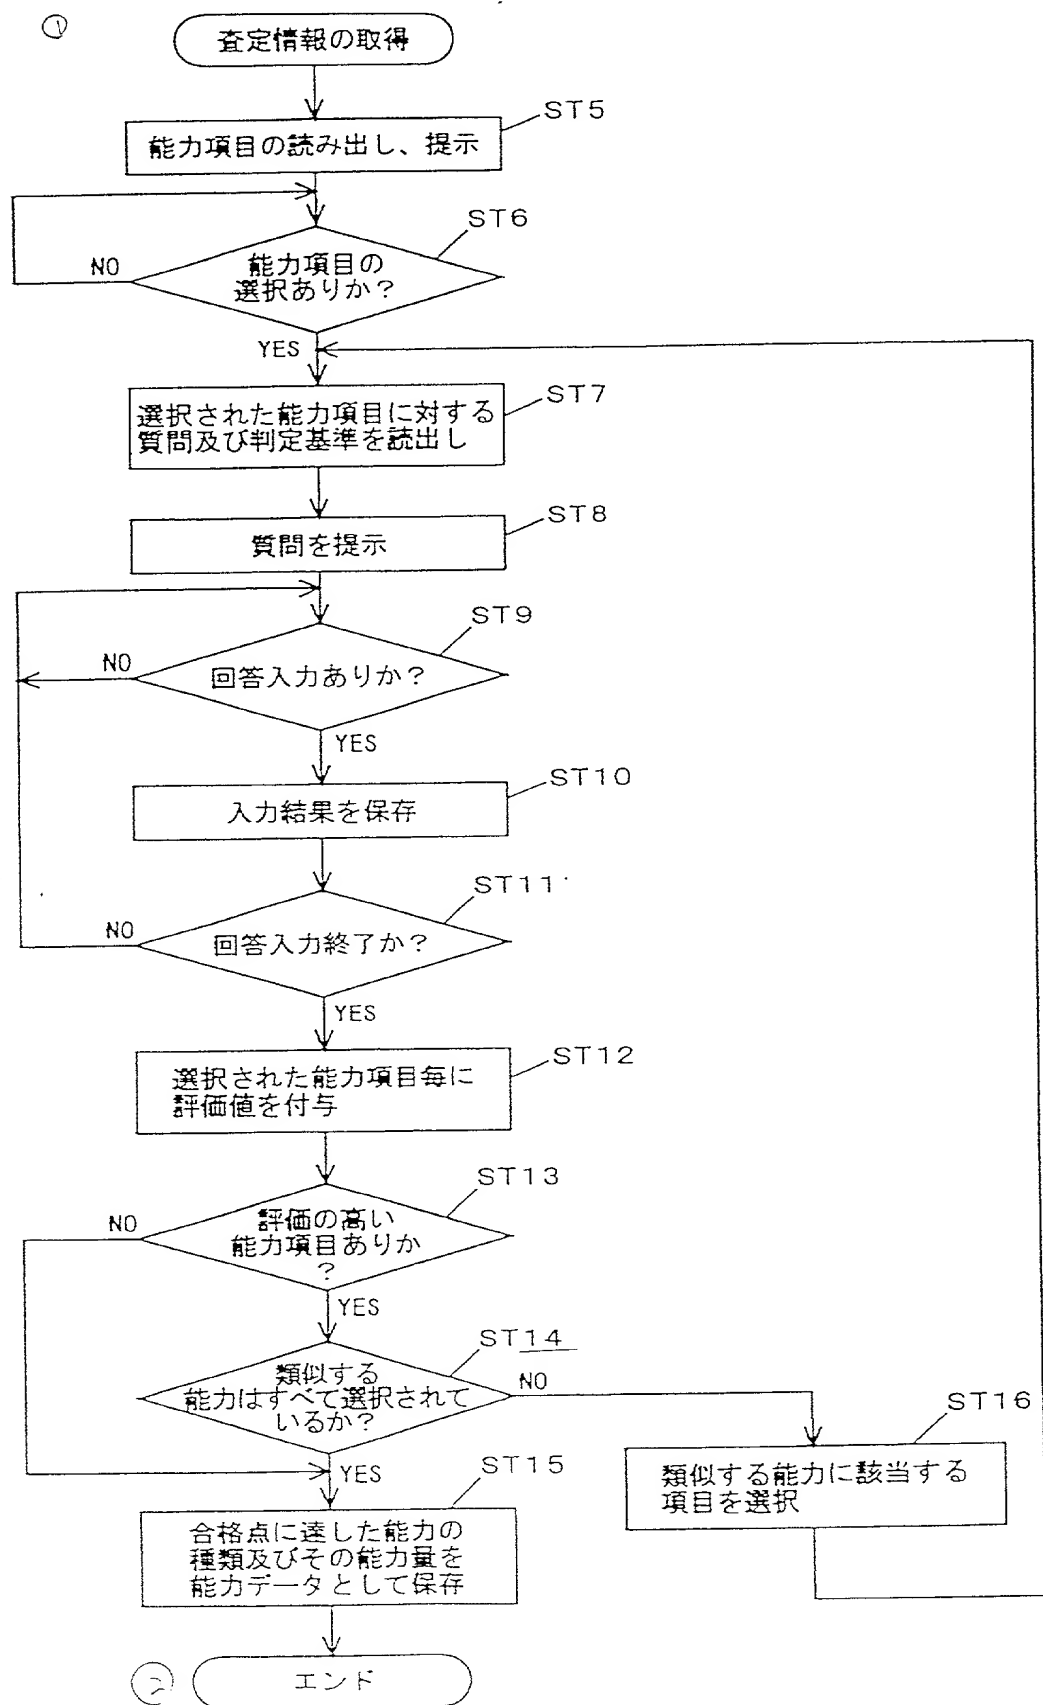 ①
査定情報の取得
ST5
能力項目の読み出し、提示
ST6
能力項目の
選択ありか?
NO
YES
ST7
選択された能力項目に対する
質問及び判定基準を読出し
ST8
質問を提示
ST9
回答入力ありか?
NO
YES
ST10
入力結果を保存
ST11
回答入力終了か?
NO
YES
ST12
選択された能力項目毎に
評価値を付与
ST13
評価の高い
能力項目ありか
?
NO
YES
ST14
類似する
能力はすべて選択されて
いるか?
NO
YES
ST16
類似する能力に該当する
項目を選択
ST15
合格点に達した能力の
種類及びその能力量を
能力データとして保存
②
エンド